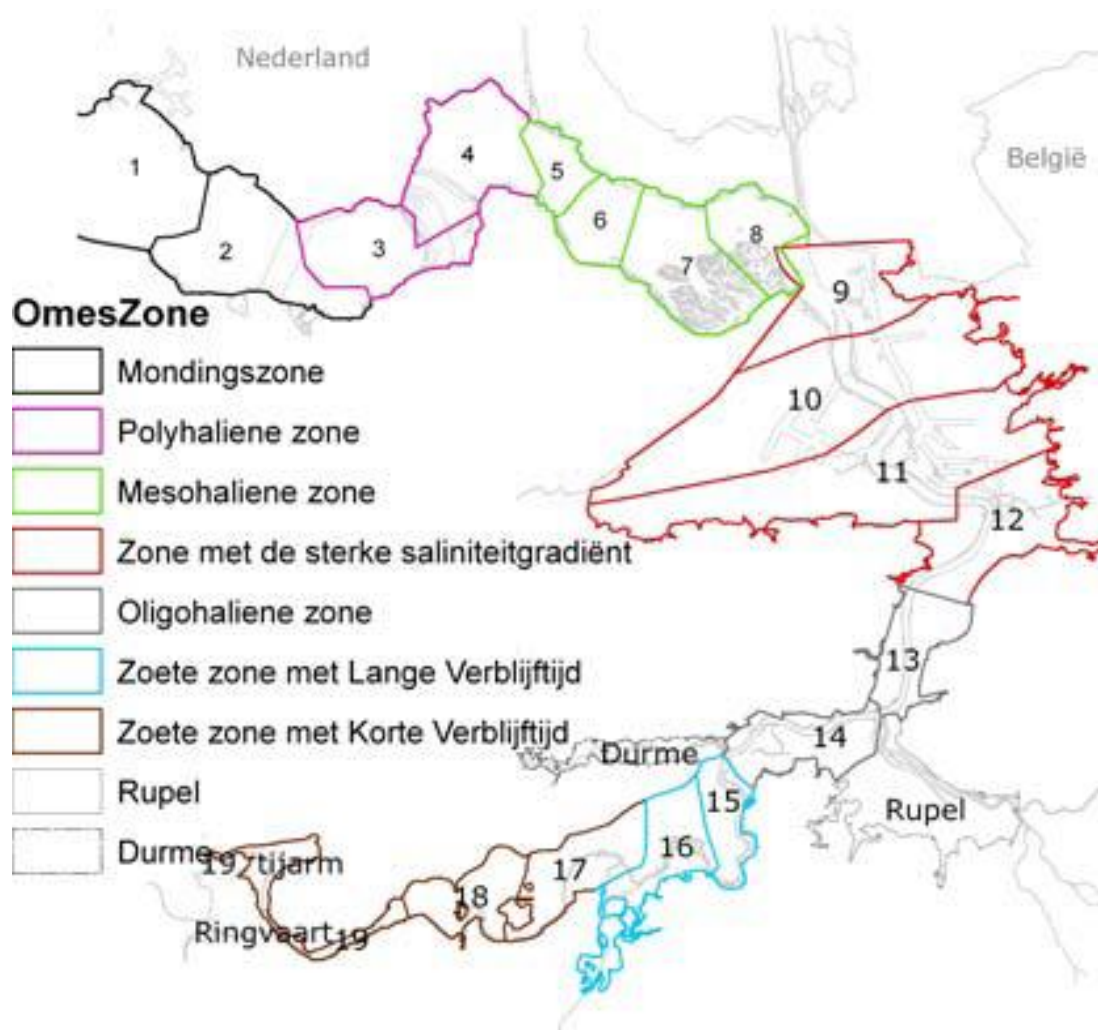 Nederland
België
1
2
3
4
5
6
7
8
9
10
11
12
13
14
15
16
17
18
19, tijarm
Ringvaart 19
Durme
Rupel
OmesZone
Mondingszone
Polyhaliene zone
Mesohaliene zone
Zone met de sterke saliniteitgradiënt
Oligohaliene zone
Zoete zone met Lange Verblijftijd
Zoete zone met Korte Verblijftijd
Rupel
Durme